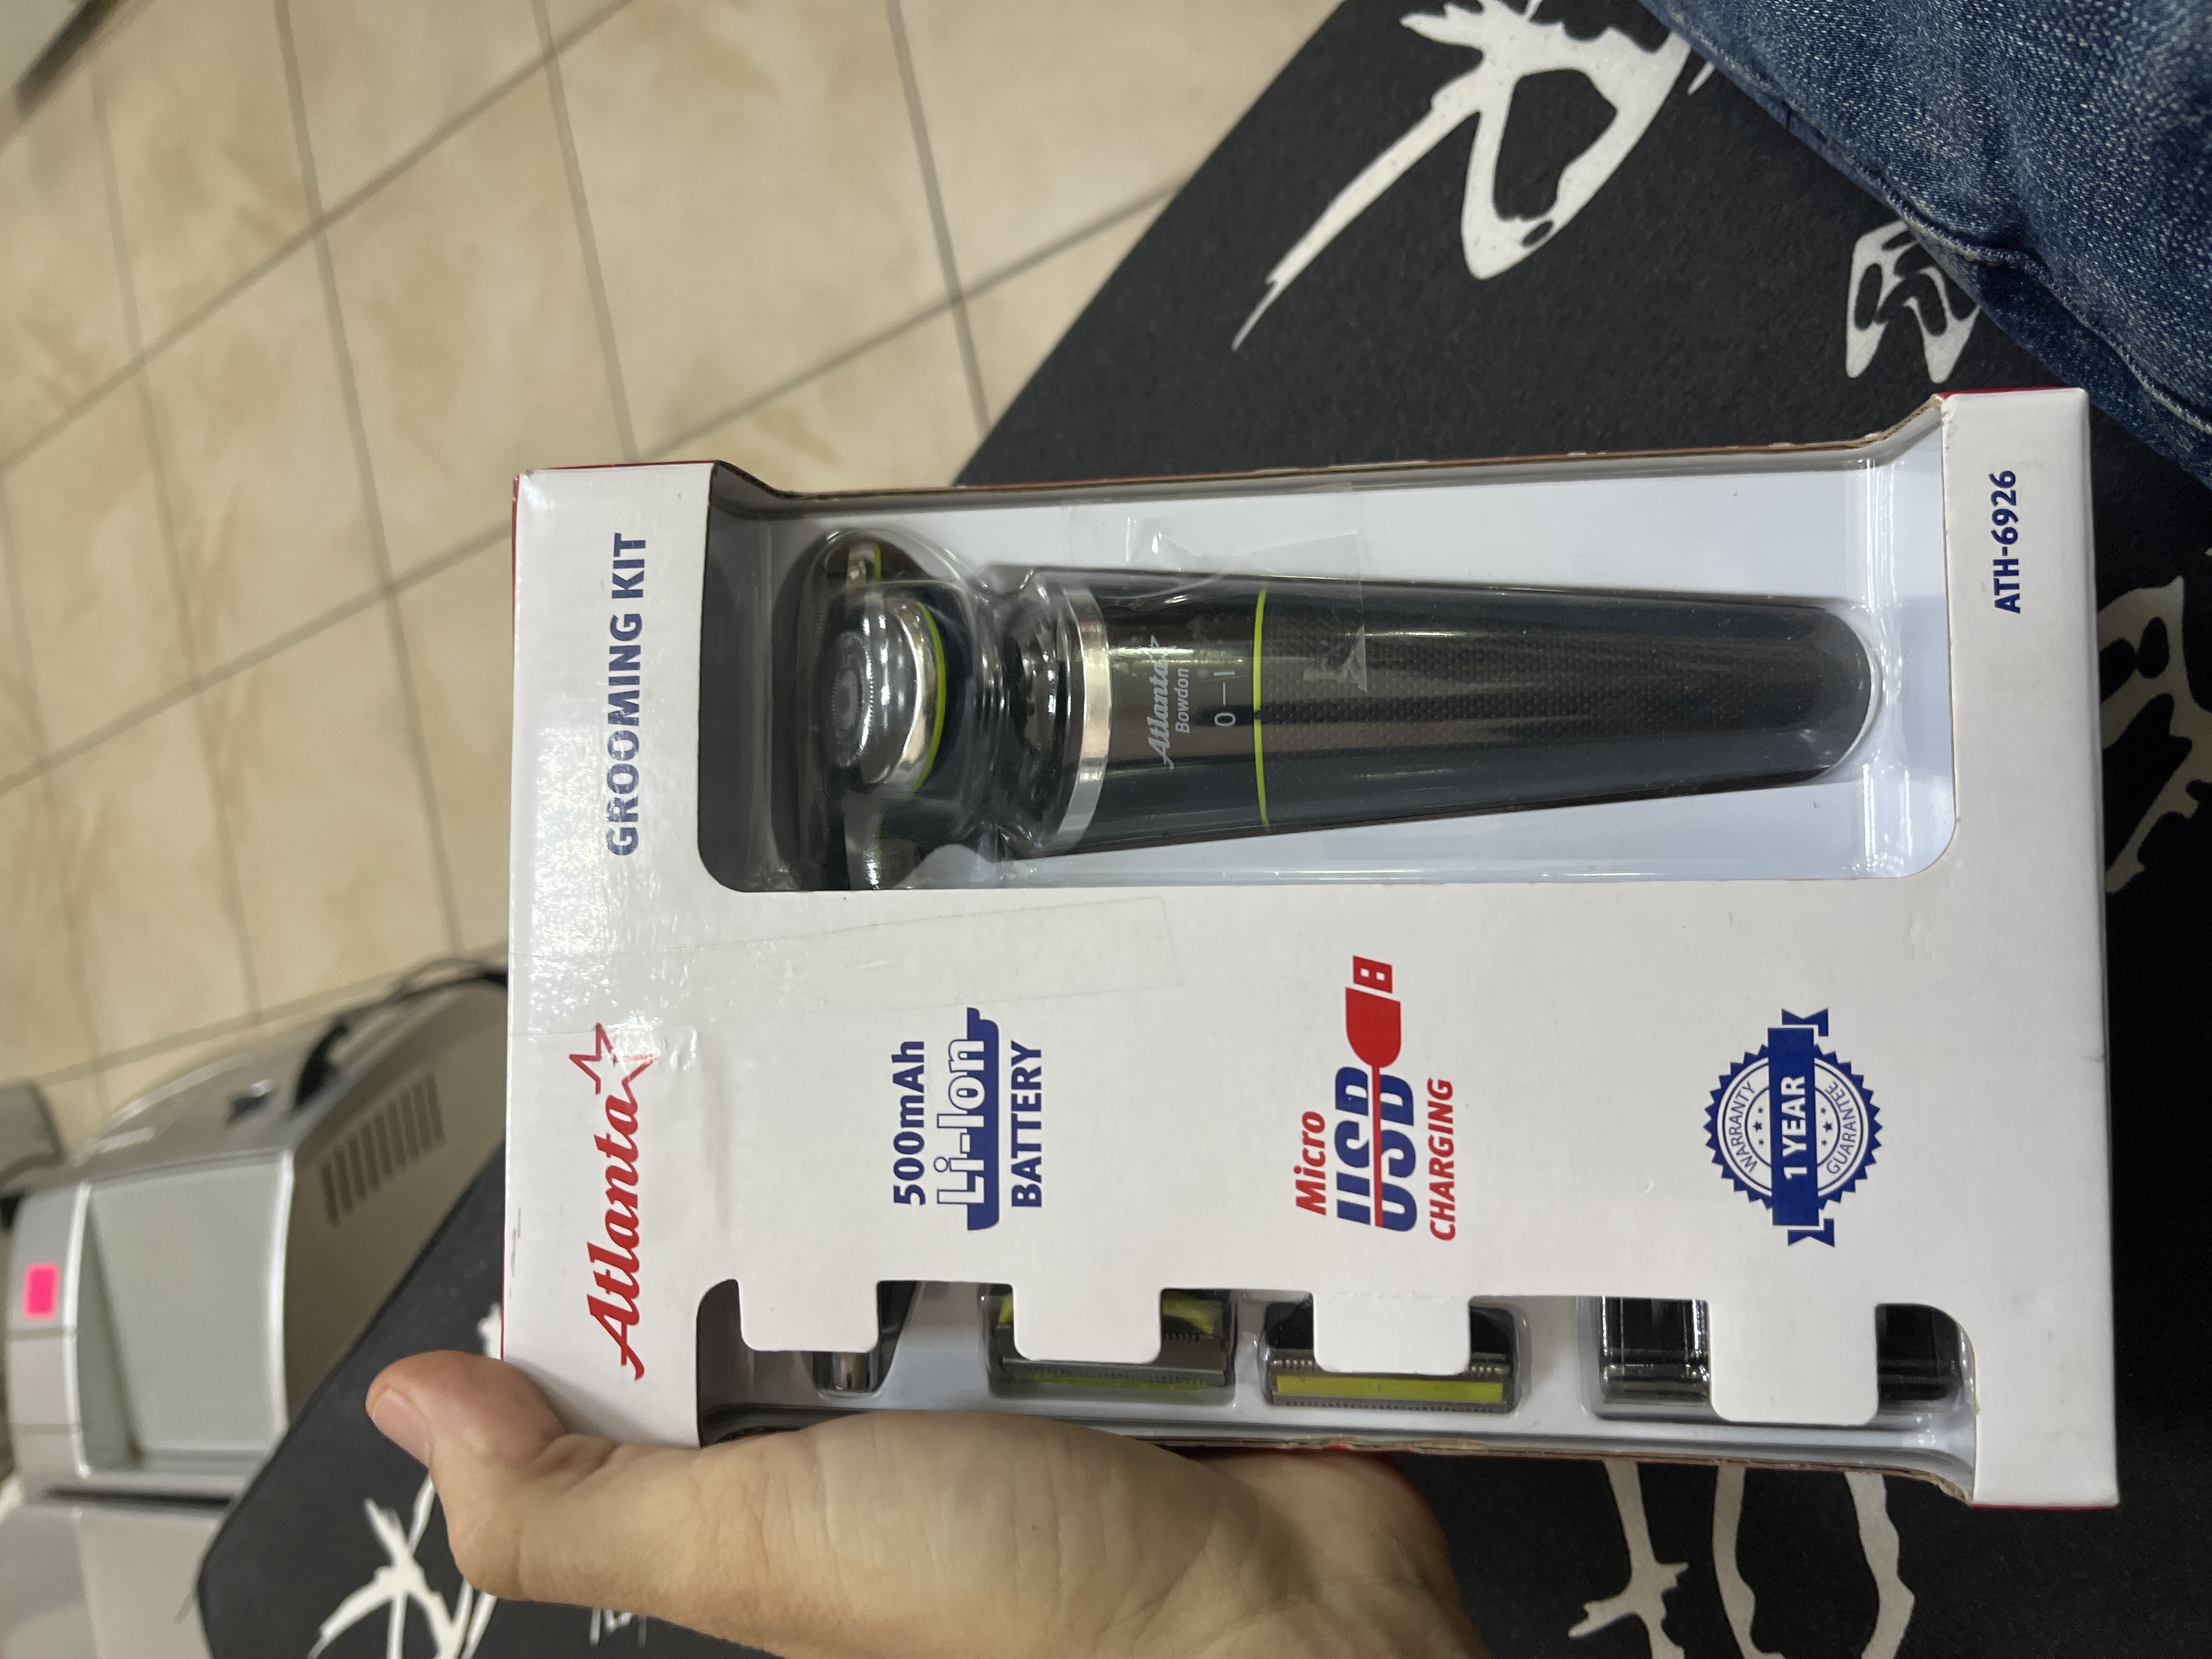 Atlanta
GROOMING KIT
500mAh
Li-Ion
BATTERY
Micro
USB
CHARGING
WARRANTY
1 YEAR
GUARANTEE
Atlanta
Bowdon
0 — I
ATH-6926